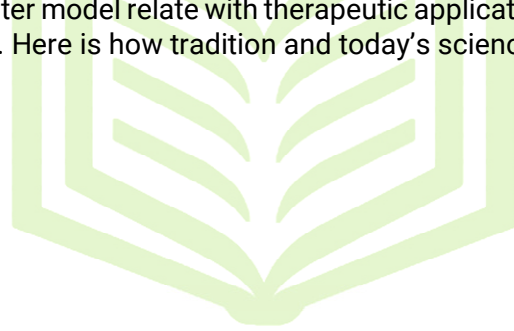 ter model relate with therapeutic applicat
. Here is how tradition and today’s scienc